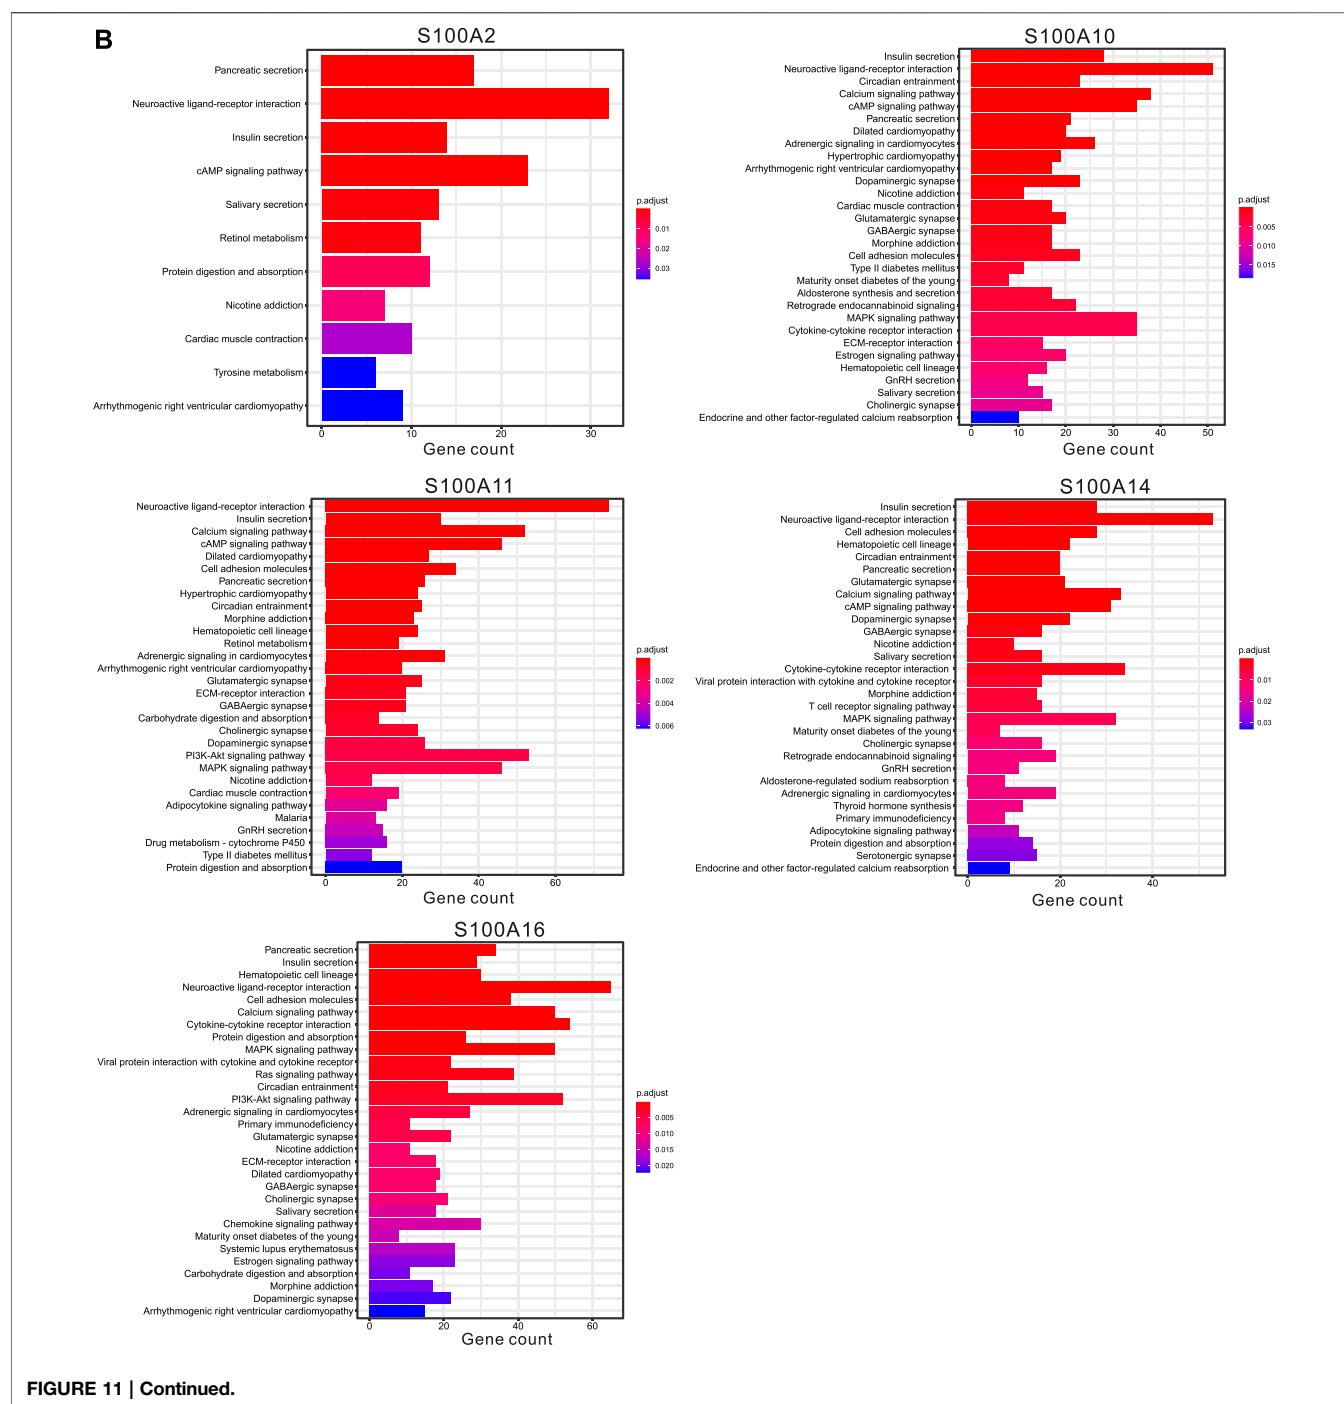 B
S100A2
Pancreatic secretion
Neuroactive ligand-receptor interaction
Insulin secretion
cAMP signaling pathway
Salivary secretion
Retinol metabolism
Protein digestion and absorption
Nicotine addiction
Cardiac muscle contraction
Tyrosine metabolism
Arrhythmogenic right ventricular cardiomyopathy
0 10 20 30
Gene count
p.adjust
0.01
0.02
0.03
S100A10
Insulin secretion
Neuroactive ligand-receptor interaction
Circadian entrainment
Calcium signaling pathway
cAMP signaling pathway
Pancreatic secretion
Dilated cardiomyopathy
Adrenergic signaling in cardiomyocytes
Hypertrophic cardiomyopathy
Arrhythmogenic right ventricular cardiomyopathy
Dopaminergic synapse
Nicotine addiction
Cardiac muscle contraction
Glutamatergic synapse
GABAergic synapse
Morphine addiction
Cell adhesion molecules
Type II diabetes mellitus
Maturity onset diabetes of the young
Aldosterone synthesis and secretion
Retrograde endocannabinoid signaling
MAPK signaling pathway
Cytokine-cytokine receptor interaction
ECM-receptor interaction
Estrogen signaling pathway
Hematopoietic cell lineage
GnRH secretion
Salivary secretion
Cholinergic synapse
Endocrine and other factor-regulated calcium reabsorption
0 10 20 30 40 50
Gene count
p.adjust
0.005
0.010
0.015
S100A11
Neuroactive ligand-receptor interaction
Insulin secretion
Calcium signaling pathway
cAMP signaling pathway
Dilated cardiomyopathy
Cell adhesion molecules
Pancreatic secretion
Hypertrophic cardiomyopathy
Circadian entrainment
Morphine addiction
Hematopoietic cell lineage
Retinol metabolism
Adrenergic signaling in cardiomyocytes
Arrhythmogenic right ventricular cardiomyopathy
Glutamatergic synapse
ECM-receptor interaction
GABAergic synapse
Carbohydrate digestion and absorption
Cholinergic synapse
Dopaminergic synapse
PI3K-Akt signaling pathway
MAPK signaling pathway
Nicotine addiction
Cardiac muscle contraction
Adipocytokine signaling pathway
Malaria
GnRH secretion
Drug metabolism - cytochrome P450
Type II diabetes mellitus
Protein digestion and absorption
0 20 40 60
Gene count
p.adjust
0.002
0.004
0.006
S100A14
Insulin secretion
Neuroactive ligand-receptor interaction
Cell adhesion molecules
Hematopoietic cell lineage
Circadian entrainment
Pancreatic secretion
Glutamatergic synapse
Calcium signaling pathway
cAMP signaling pathway
Dopaminergic synapse
GABAergic synapse
Nicotine addiction
Salivary secretion
Cytokine-cytokine receptor interaction
Viral protein interaction with cytokine and cytokine receptor
Morphine addiction
T cell receptor signaling pathway
MAPK signaling pathway
Maturity onset diabetes of the young
Cholinergic synapse
Retrograde endocannabinoid signaling
GnRH secretion
Aldosterone-regulated sodium reabsorption
Adrenergic signaling in cardiomyocytes
Thyroid hormone synthesis
Primary immunodeficiency
Adipocytokine signaling pathway
Protein digestion and absorption
Serotonergic synapse
Endocrine and other factor-regulated calcium reabsorption
0 20 40
Gene count
p.adjust
0.01
0.02
0.03
S100A16
Pancreatic secretion
Insulin secretion
Hematopoietic cell lineage
Neuroactive ligand-receptor interaction
Cell adhesion molecules
Calcium signaling pathway
Cytokine-cytokine receptor interaction
Protein digestion and absorption
MAPK signaling pathway
Viral protein interaction with cytokine and cytokine receptor
Ras signaling pathway
Circadian entrainment
PI3K-Akt signaling pathway
Adrenergic signaling in cardiomyocytes
Primary immunodeficiency
Glutamatergic synapse
Nicotine addiction
ECM-receptor interaction
Dilated cardiomyopathy
GABAergic synapse
Cholinergic synapse
Salivary secretion
Chemokine signaling pathway
Maturity onset diabetes of the young
Systemic lupus erythematosus
Estrogen signaling pathway
Carbohydrate digestion and absorption
Morphine addiction
Dopaminergic synapse
Arrhythmogenic right ventricular cardiomyopathy
0 20 40 60
Gene count
p.adjust
0.005
0.010
0.015
0.020
FIGURE 11 | Continued.